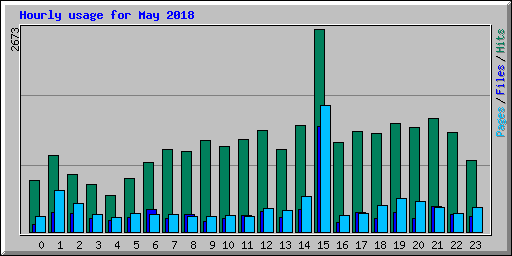 Hourly usage for May 2018
2673
Pages / Files / Hits
0 1 2 3 4 5 6 7 8 9 10 11 12 13 14 15 16 17 18 19 20 21 22 23